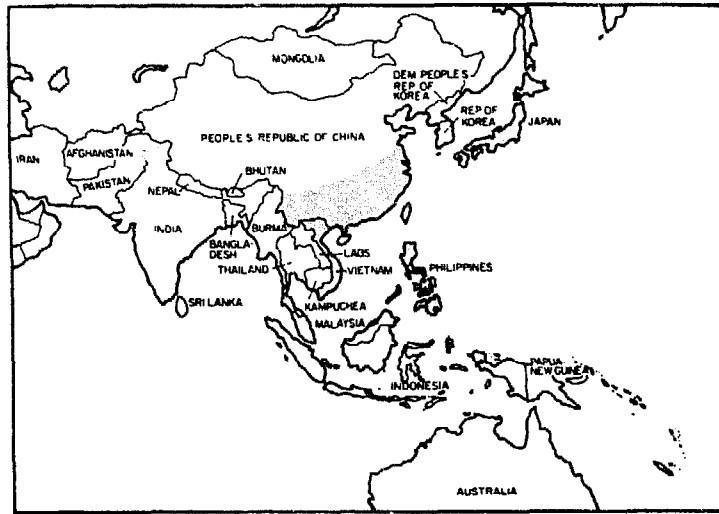 MONGOLIA
DEM PEOPLE'S
REP OF
KOREA
REP OF
KOREA
JAPAN
PEOPLE'S REPUBLIC OF CHINA
IRAN
AFGHANISTAN
PAKISTAN
NEPAL
BHUTAN
INDIA
BURMA
BANGLA-
DESH
LAOS
THAILAND
VIETNAM
PHILIPPINES
SRI LANKA
KAMPUCHEA
MALAYSIA
PAPUA
NEW GUINEA
INDONESIA
AUSTRALIA